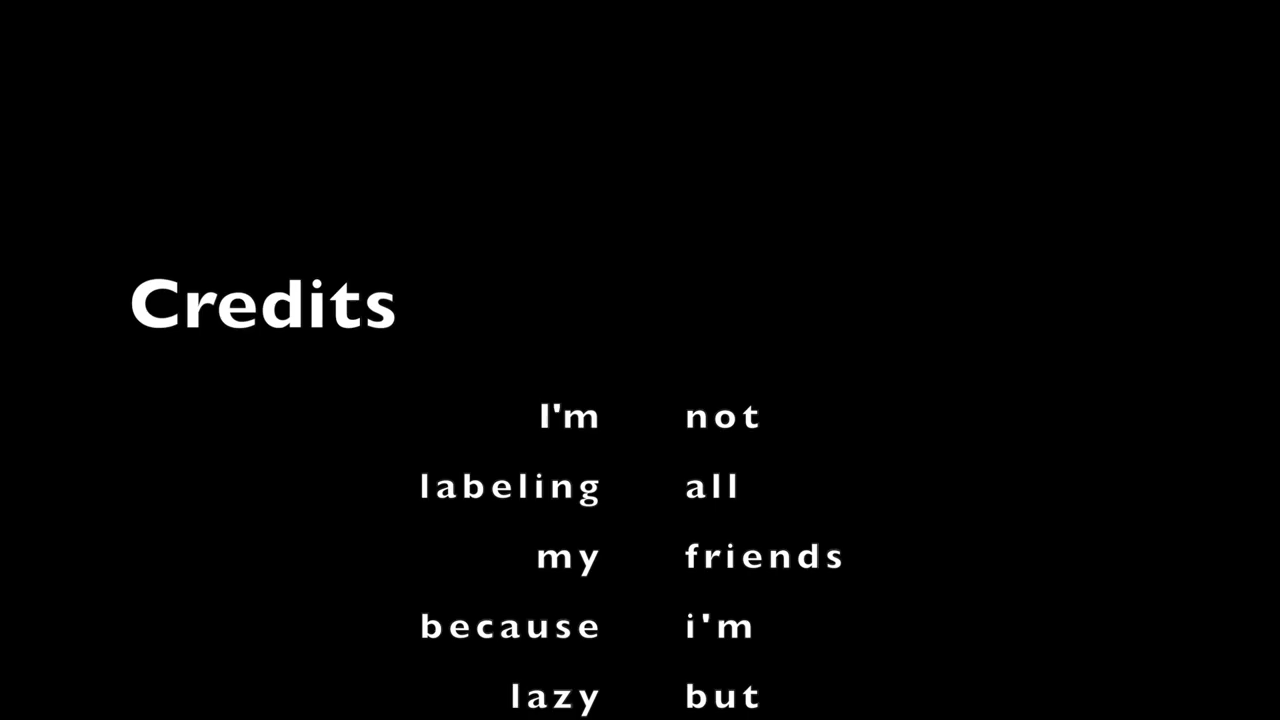 Credits
I'm not
labeling all
my friends
because i'm
lazy but